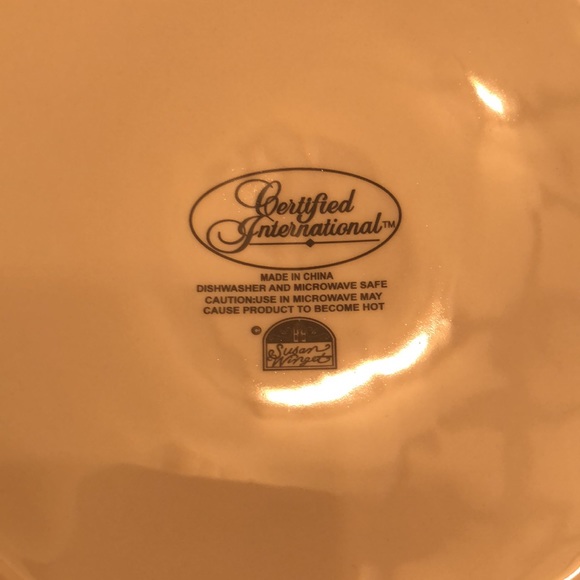 Certified
International™
MADE IN CHINA
DISHWASHER AND MICROWAVE SAFE
CAUTION:USE IN MICROWAVE MAY
CAUSE PRODUCT TO BECOME HOT
©
Susan
Winget